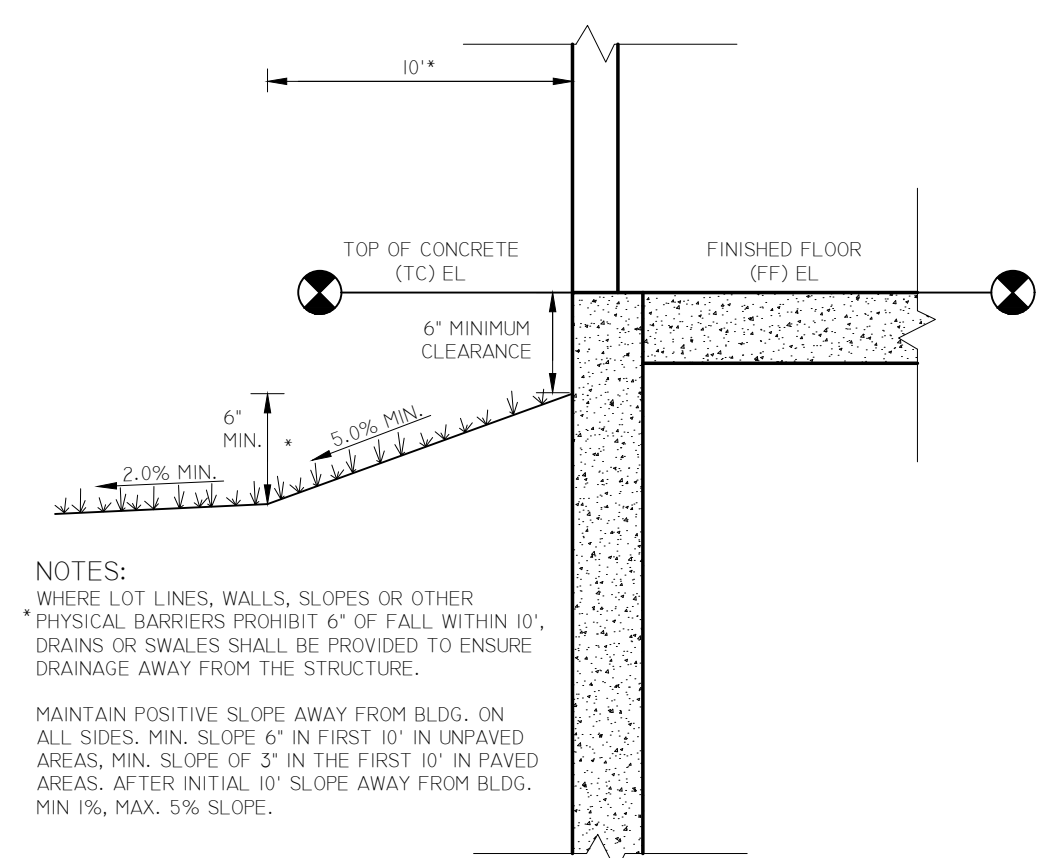 10'*
TOP OF CONCRETE
(TC) EL
FINISHED FLOOR
(FF) EL
6" MINIMUM
CLEARANCE
6"
MIN.
*
5.0% MIN.
2.0% MIN.
NOTES:
WHERE LOT LINES, WALLS, SLOPES OR OTHER
* PHYSICAL BARRIERS PROHIBIT 6" OF FALL WITHIN 10',
DRAINS OR SWALES SHALL BE PROVIDED TO ENSURE
DRAINAGE AWAY FROM THE STRUCTURE.
MAINTAIN POSITIVE SLOPE AWAY FROM BLDG. ON
ALL SIDES. MIN. SLOPE 6" IN FIRST 10' IN UNPAVED
AREAS, MIN. SLOPE OF 3" IN THE FIRST 10' IN PAVED
AREAS. AFTER INITIAL 10' SLOPE AWAY FROM BLDG.
MIN 1%, MAX. 5% SLOPE.